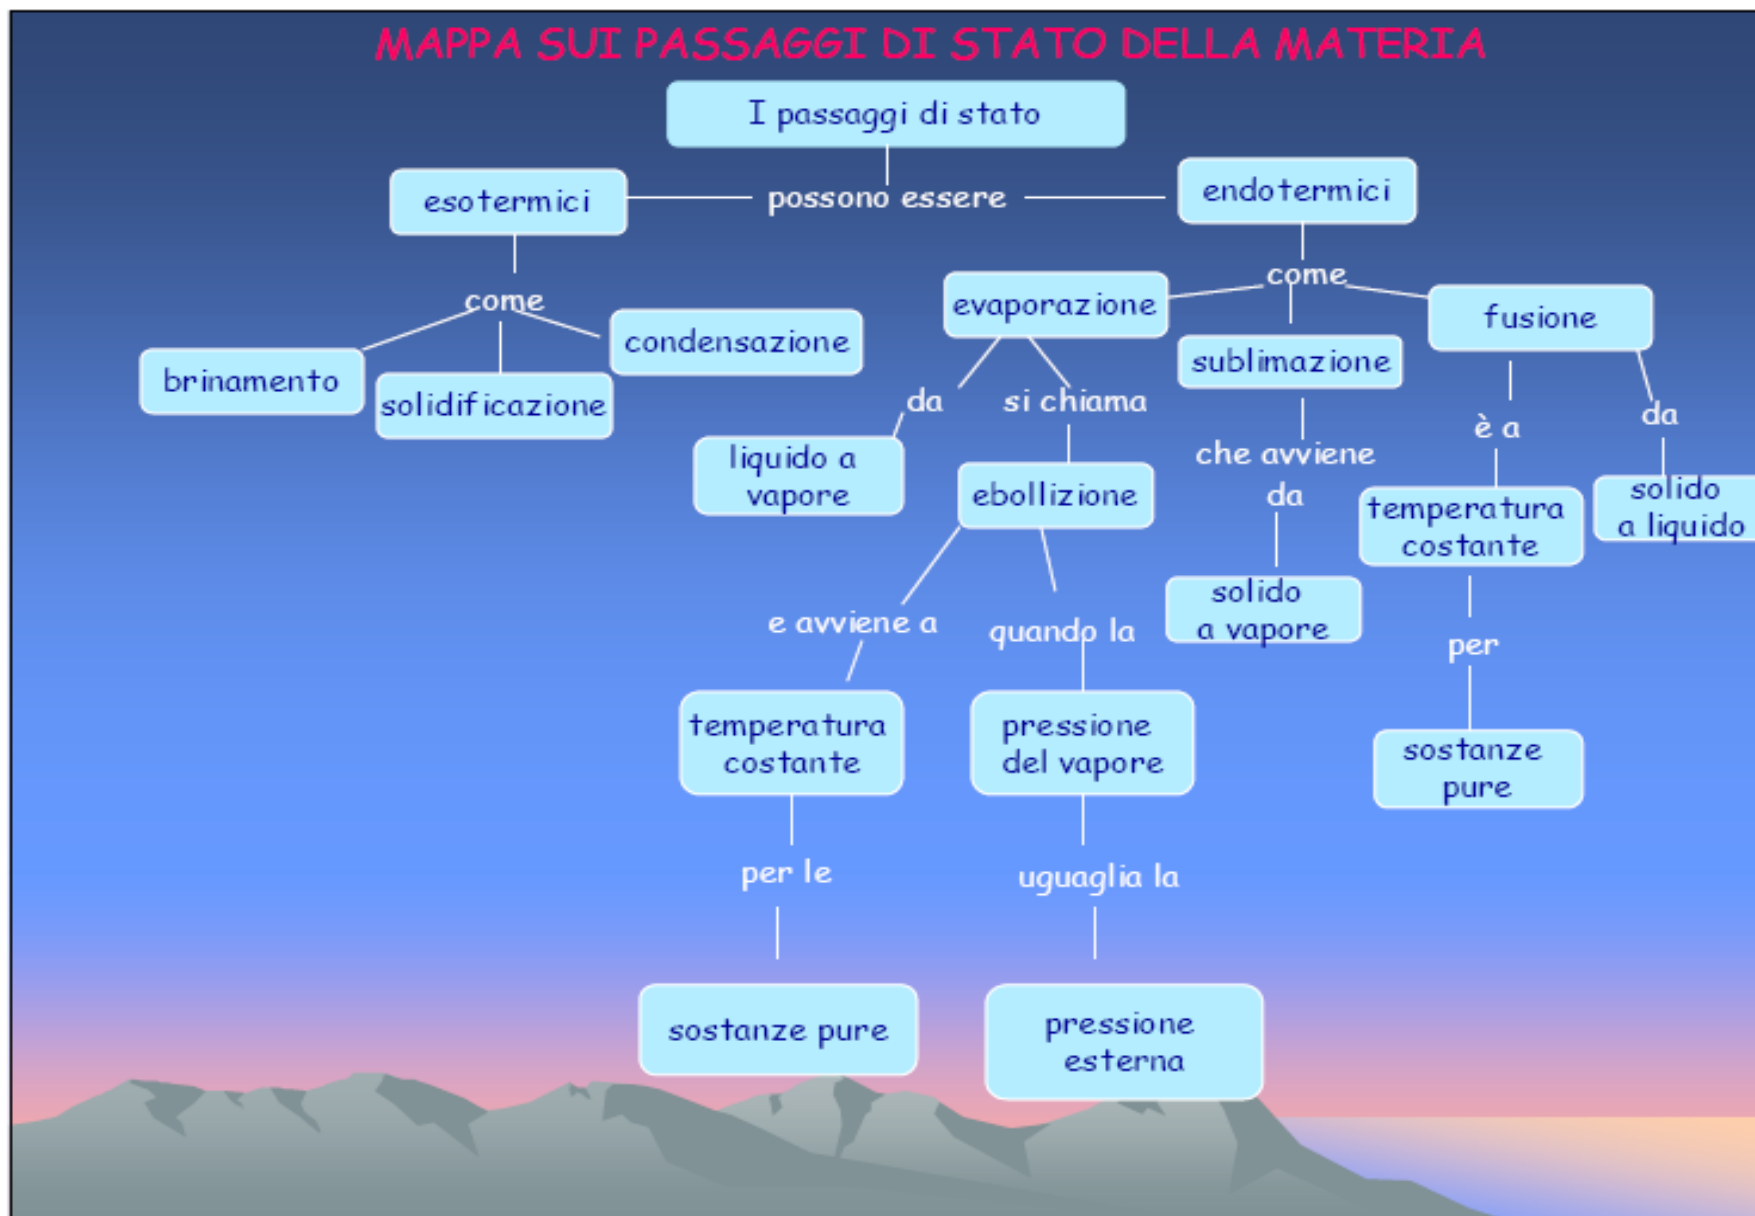 MAPPA SUI PASSAGGI DI STATO DELLA MATERIA
I passaggi di stato
possono essere
esotermici
come
brinamento
solidificazione
condensazione
endotermici
come
evaporazione
da
liquido a
vapore
si chiama
ebollizione
e avviene a
temperatura
costante
per le
sostanze pure
quando la
pressione
del vapore
uguaglia la
pressione
esterna
sublimazione
che avviene
da
solido
a vapore
fusione
è a
temperatura
costante
per
sostanze
pure
da
solido
a liquido